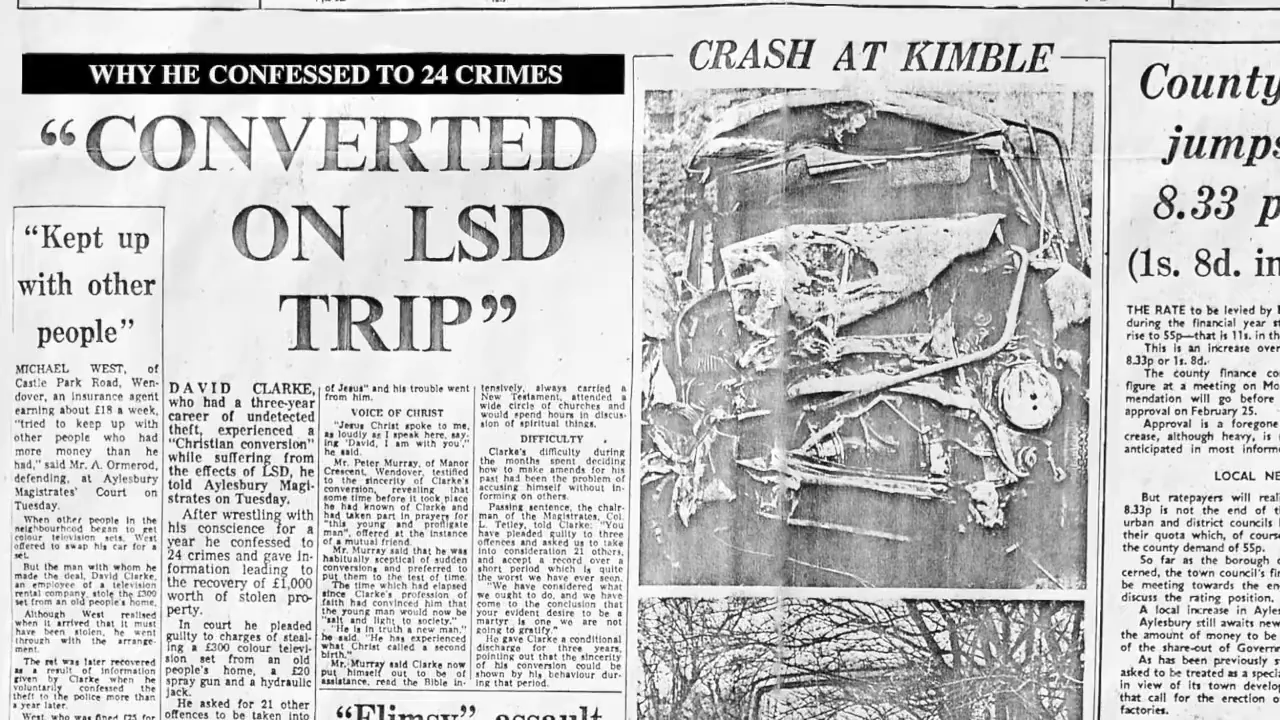 WHY HE CONFESSED TO 24 CRIMES
"CONVERTED
ON LSD
TRIP"
"Kept up
with other
people"
MICHAEL WEST, of
Castle Park Road, Wen-
dover, an insurance agent
earning about £18 a week,
"tried to keep up with
other people who had
more money than he
had," said Mr. A. Ormerod,
defending, at Aylesbury
Magistrates' Court on
Tuesday.
When other people in the
neighbourhood began to get
colour television sets, West
offered to swap his car for a
set.
But the man with whom he
made the deal, David Clarke,
an employee of a television
rental company, stole the £300
set from an old people's home,
Although West realised
when it arrived that it must
have been stolen, he went
through with the arrange-
ment.
The set was later recovered
as a result of information
given by Clarke when he
voluntarily confessed the
theft to the police more than
a year later.
West who was fined £25 for
DAVID CLARKE,
who had a three-year
career of undetected
theft, experienced a
"Christian conversion"
while suffering from
the effects of LSD, he
told Aylesbury Magi-
strates on Tuesday.
After wrestling with
his conscience for a
year he confessed to
24 crimes and gave in-
formation leading to
the recovery of £1,000
worth of stolen pro-
perty.
In court he pleaded
guilty to charges of steal-
ing a £300 colour televi-
sion set from an old
people's home, a £20
spray gun and a hydraulic
jack.
He asked for 21 other
offences to be taken into
of Jesus" and his trouble went
from him.
VOICE OF CHRIST
"Jesus Christ spoke to me,
as loudly as I speak here, say-
ing 'David, I am with you',"
he said.
Mr. Peter Murray, of Manor
Crescent, Wendover, testified
to the sincerity of Clarke's
conversion, revealing that
some time before it took place
he had known of Clarke and
had taken part in prayers for
"this young and profligate
man", offered at the instance
of a mutual friend.
Mr. Murray said that he was
habitually sceptical of sudden
conversions and preferred to
put them to the test of time.
The time which had elapsed
since Clarke's profession of
faith had convinced him that
the young man would now be
"salt and light to society."
"He is in truth a new man,"
he said. "He has experienced
what Christ called a second
birth."
Mr. Murray said Clarke now
put himself out to be of
assistance, read the Bible in-
"Flimsy" assault
tensively, always carried a
New Testament, attended a
wide circle of churches and
would spend hours in discus-
sion of spiritual things.
DIFFICULTY
Clarke's difficulty during
the months spent deciding
how to make amends for his
past had been the problem of
accusing himself without in-
forming on others.
Passing sentence, the chair-
man of the Magistrates, Col.
L. Tetley, told Clarke: "You
have pleaded guilty to three
offences and asked us to take
into consideration 21 others,
and accept a record over a
short period which is quite
the worst we have ever seen.
"We have considered what
we ought to do, and we have
come to the conclusion that
your evident desire to be a
martyr is one we are not
going to gratify."
He gave Clarke a conditional
discharge for three years,
pointing out that the sincerity
of his conversion could be
shown by his behaviour dur-
ing that period.
CRASH AT KIMBLE
County
jumps
8.33 p
(1s. 8d. in
THE RATE to be levied by
during the financial year
rise to 55p—that is 11s. in th
This is an increase over
8.33p or 1s. 8d.
The county finance co
figure at a meeting on Mo
mendation will go before
approval on February 25.
Approval is a foregone
crease, although heavy, is
anticipated in most inform
LOCAL NE
But ratepayers will real
8.33p is not the end of t
urban and district councils
their quota which, of cours
the county demand of 55p.
So far as the borough
cerned, the town council's fin
be meeting towards the en
discuss the rating position.
A local increase in Ayles
Aylesbury still awaits new
the amount of money to be
of the share-out of Govern
As has been previously s
asked to be treated as a specia
in view of its town develop
that call for the erection o
factories.